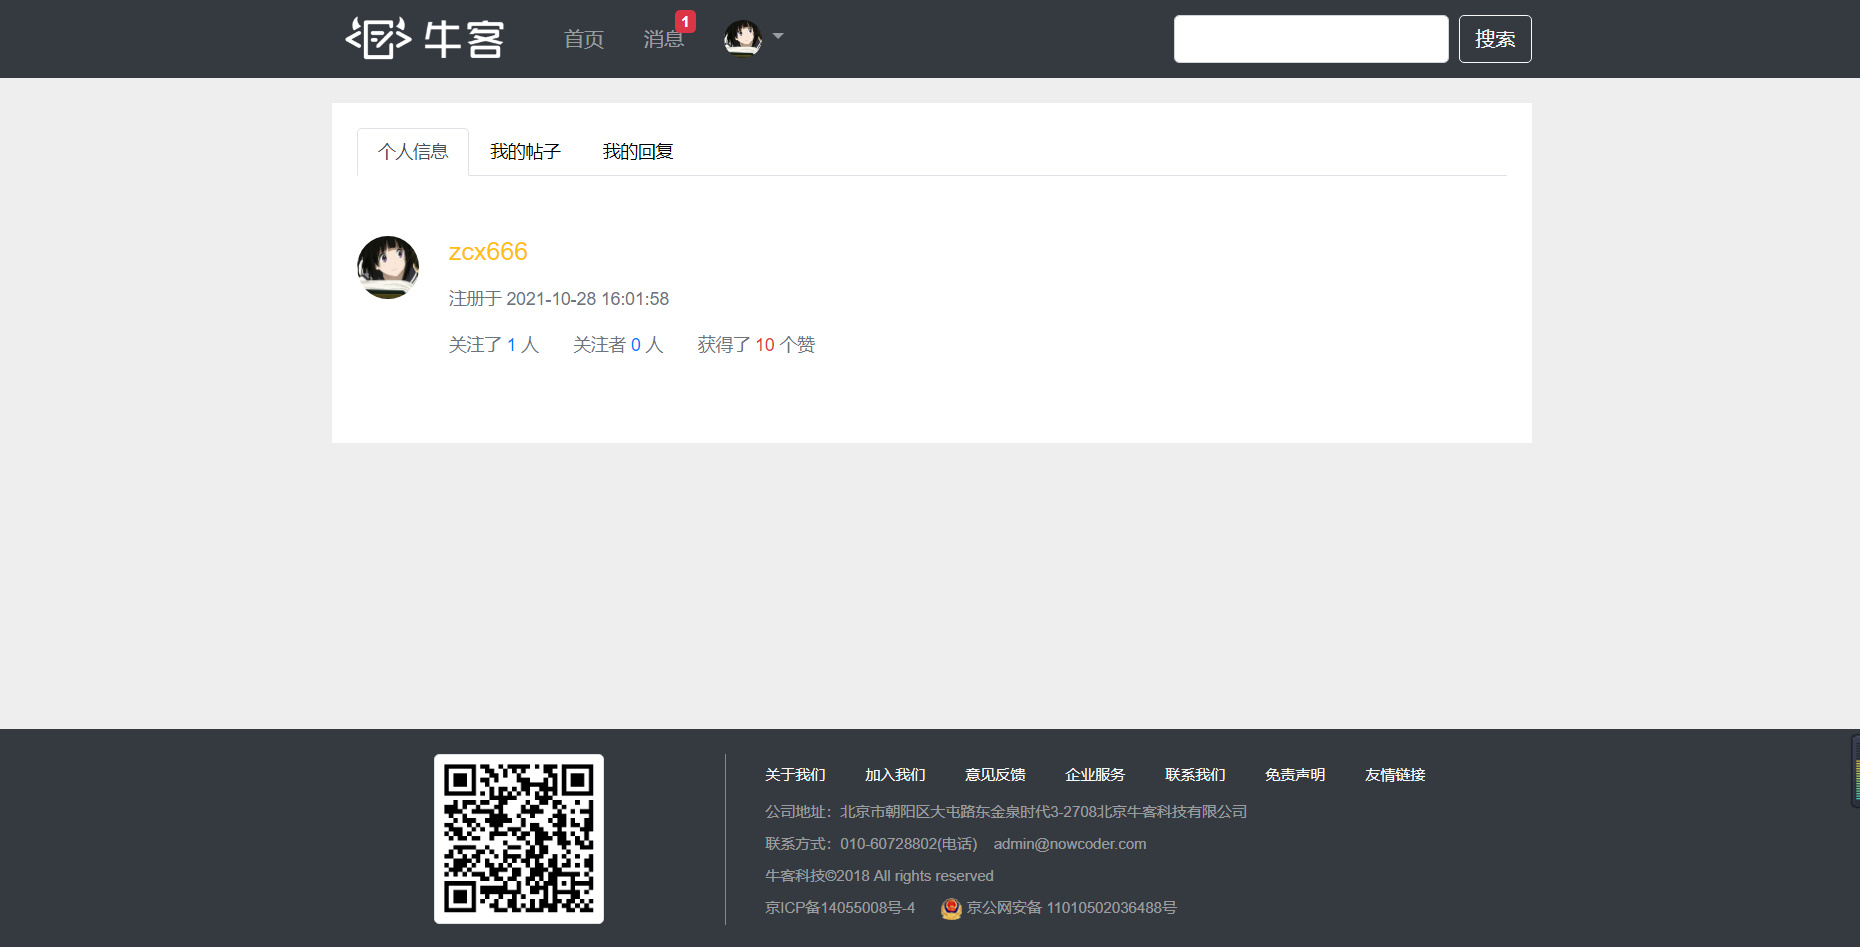 牛客 首页 消息 1 搜索
个人信息 我的帖子 我的回复
zcx666
注册于 2021-10-28 16:01:58
关注了 1 人 关注者 0 人 获得了 10 个赞
关于我们 加入我们 意见反馈 企业服务 联系我们 免责声明 友情链接
公司地址：北京市朝阳区大屯路东金泉时代3-2708北京牛客科技有限公司
联系方式：010-60728802(电话) admin@nowcoder.com
牛客科技©2018 All rights reserved
京ICP备14055008号-4 京公网安备 11010502036488号